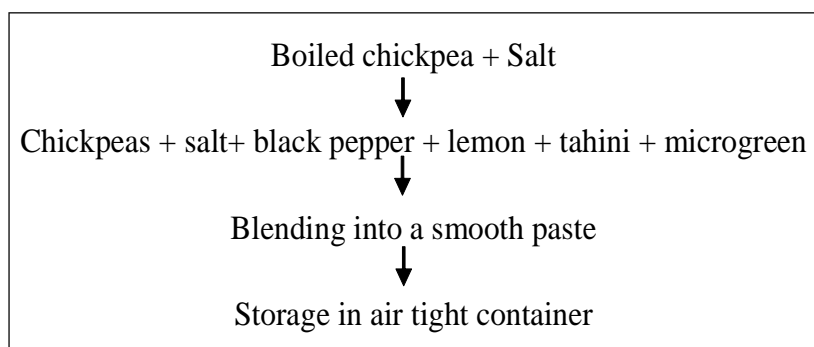 Boiled chickpea + Salt
Chickpeas + salt+ black pepper + lemon + tahini + microgreen
Blending into a smooth paste
Storage in air tight container